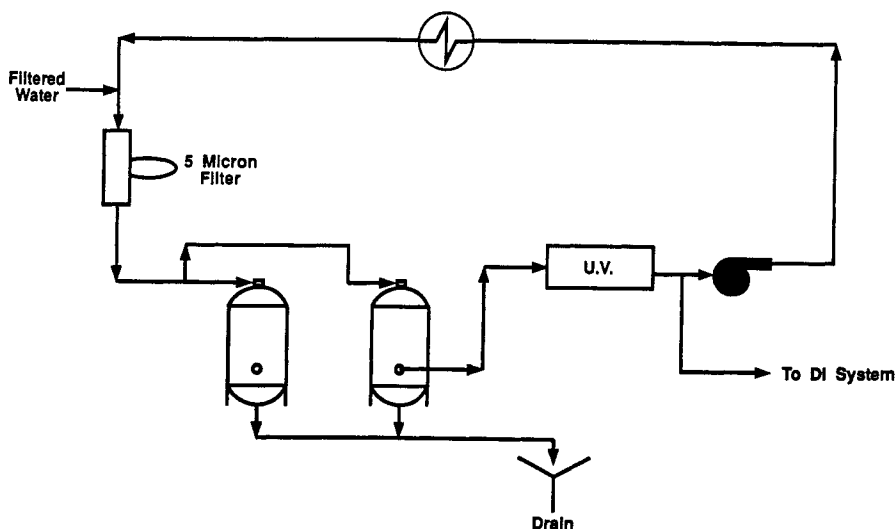 Filtered
Water
5 Micron
Filter
U.V.
To DI System
Drain